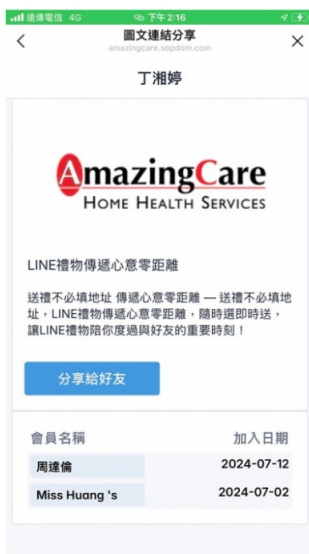 遠傳電信 4G 下午2:16
圖文連結分享
amazingcare.sopdom.com
丁湘婷
AmazingCare
HOME HEALTH SERVICES
LINE禮物傳遞心意零距離
送禮不必填地址 傳遞心意零距離 — 送禮不必填地
址,LINE禮物傳遞心意零距離,隨時選即時送,
讓LINE禮物陪你度過與好友的重要時刻!
分享給好友
會員名稱 加入日期
周達倫 2024-07-12
Miss Huang 's 2024-07-02